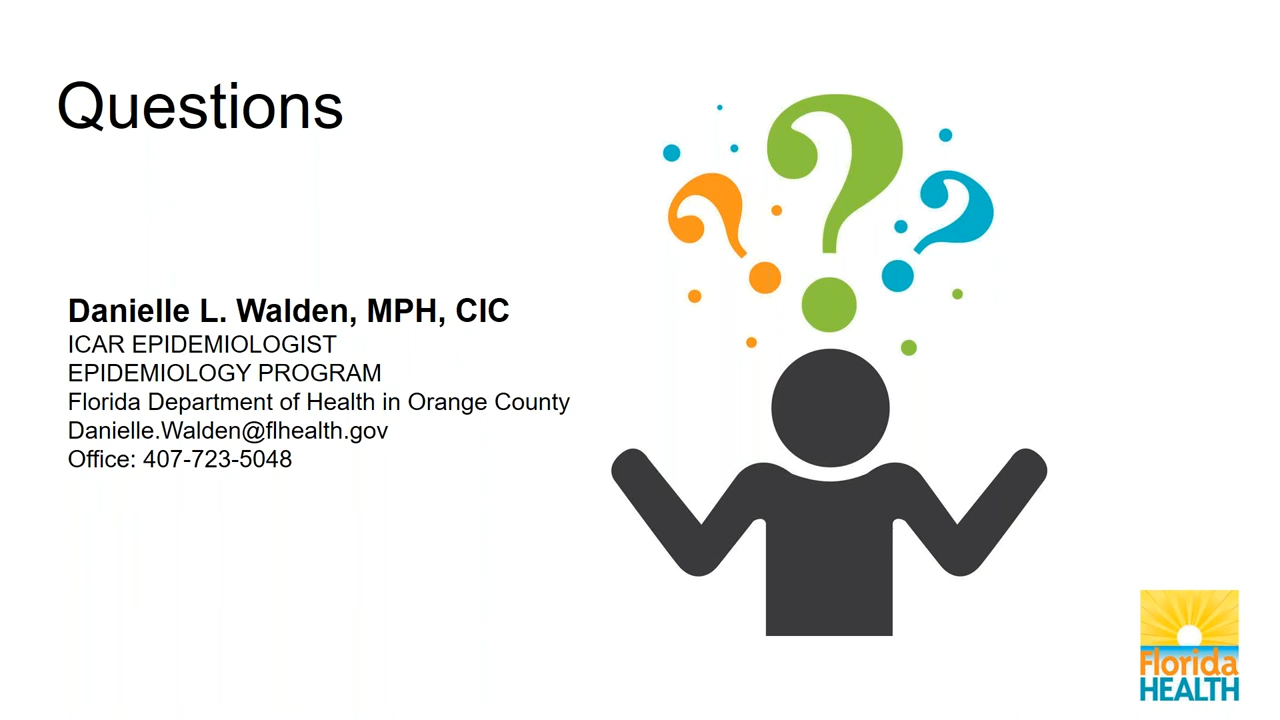 Questions
Danielle L. Walden, MPH, CIC
ICAR EPIDEMIOLOGIST
EPIDEMIOLOGY PROGRAM
Florida Department of Health in Orange County
Danielle.Walden@flhealth.gov
Office: 407-723-5048
? ? ?
Florida
HEALTH